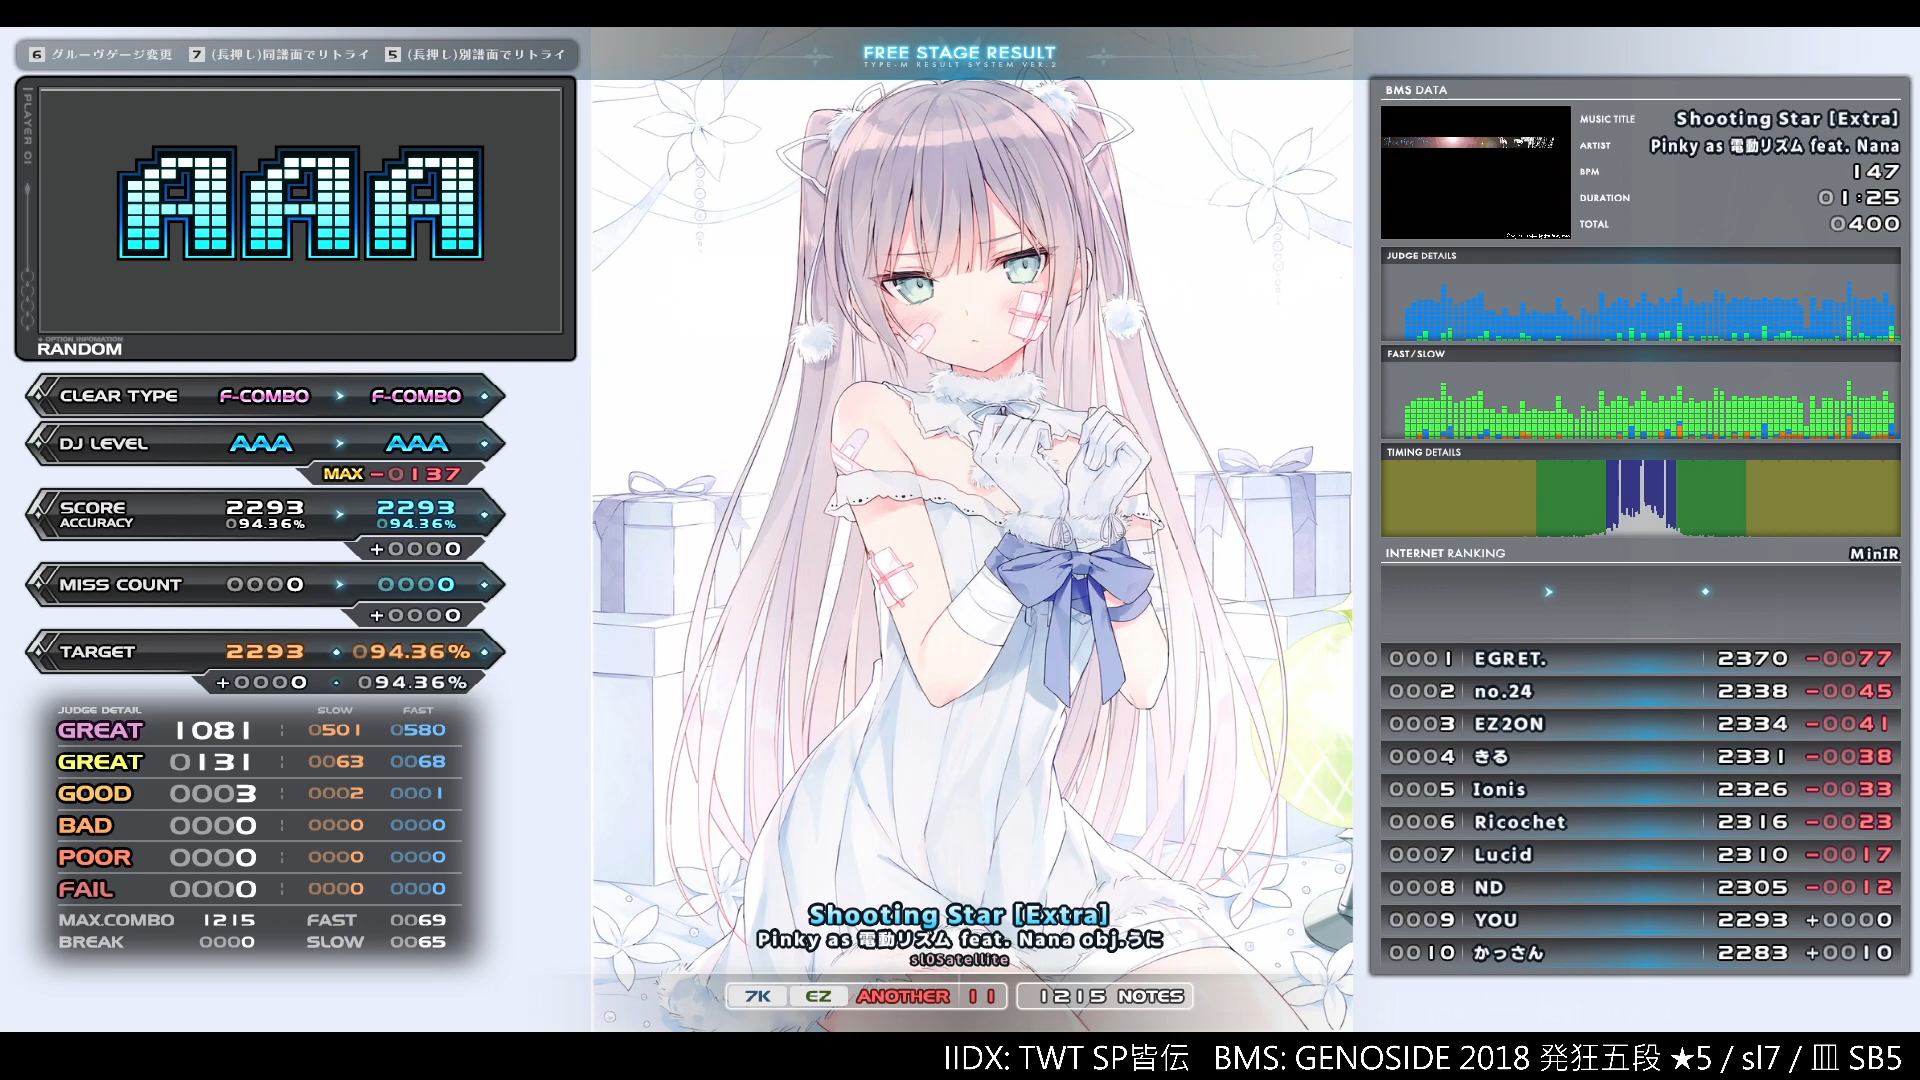 6 グルーヴゲージ変更 7 (長押し)同譜面でリトライ 5 (長押し)別譜面でリトライ
FREE STAGE RESULT
TYPE-M RESULT SYSTEM VER.2
PLAYER 01
AAA
OPTION INFOMATION
RANDOM
CLEAR TYPE F-COMBO F-COMBO
DJ LEVEL AAA AAA
MAX -0137
SCORE 2293 2293
ACCURACY 094.36% 094.36%
+0000
MISS COUNT 0000 0000
+0000
TARGET 2293 094.36%
+0000 094.36%
JUDGE DETAIL SLOW FAST
GREAT 1081 0501 0580
GREAT 0131 0063 0068
GOOD 0003 0002 0001
BAD 0000 0000 0000
POOR 0000 0000 0000
FAIL 0000 0000 0000
MAX.COMBO 1215 FAST 0069
BREAK 0000 SLOW 0065
Shooting Star [Extra]
Pinky as 電動リズム feat. Nana obj.うに
sl0Satellite
7K EZ ANOTHER 11 1215 NOTES
BMS DATA
MUSIC TITLE Shooting Star [Extra]
ARTIST Pinky as 電動リズム feat. Nana
BPM 147
DURATION 01:25
TOTAL 0400
JUDGE DETAILS
FAST/SLOW
TIMING DETAILS
INTERNET RANKING MinIR
0001 EGRET. 2370 -0077
0002 no.24 2338 -0045
0003 EZ2ON 2334 -0041
0004 きる 2331 -0038
0005 Ionis 2326 -0033
0006 Ricochet 2316 -0023
0007 Lucid 2310 -0017
0008 ND 2305 -0012
0009 YOU 2293 +0000
0010 かっさん 2283 +0010
IIDX: TWT SP皆伝 BMS: GENOSIDE 2018 発狂五段 ★5 / sl7 / 皿 SB5